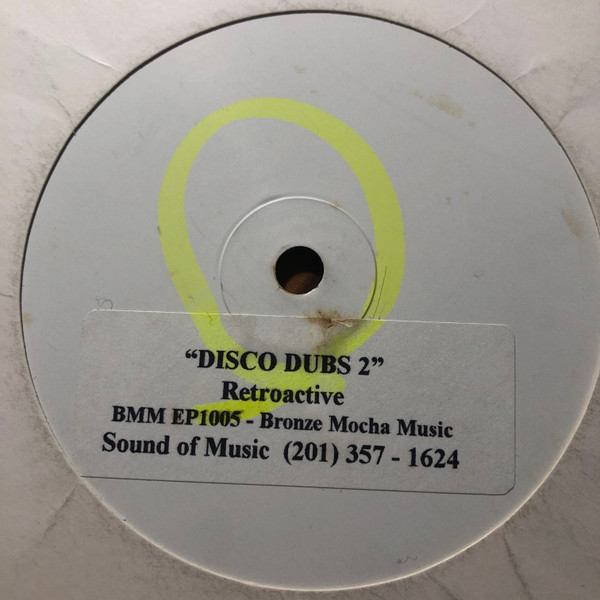 “DISCO DUBS 2”
Retroactive
BMM EP1005 - Bronze Mocha Music
Sound of Music (201) 357 - 1624